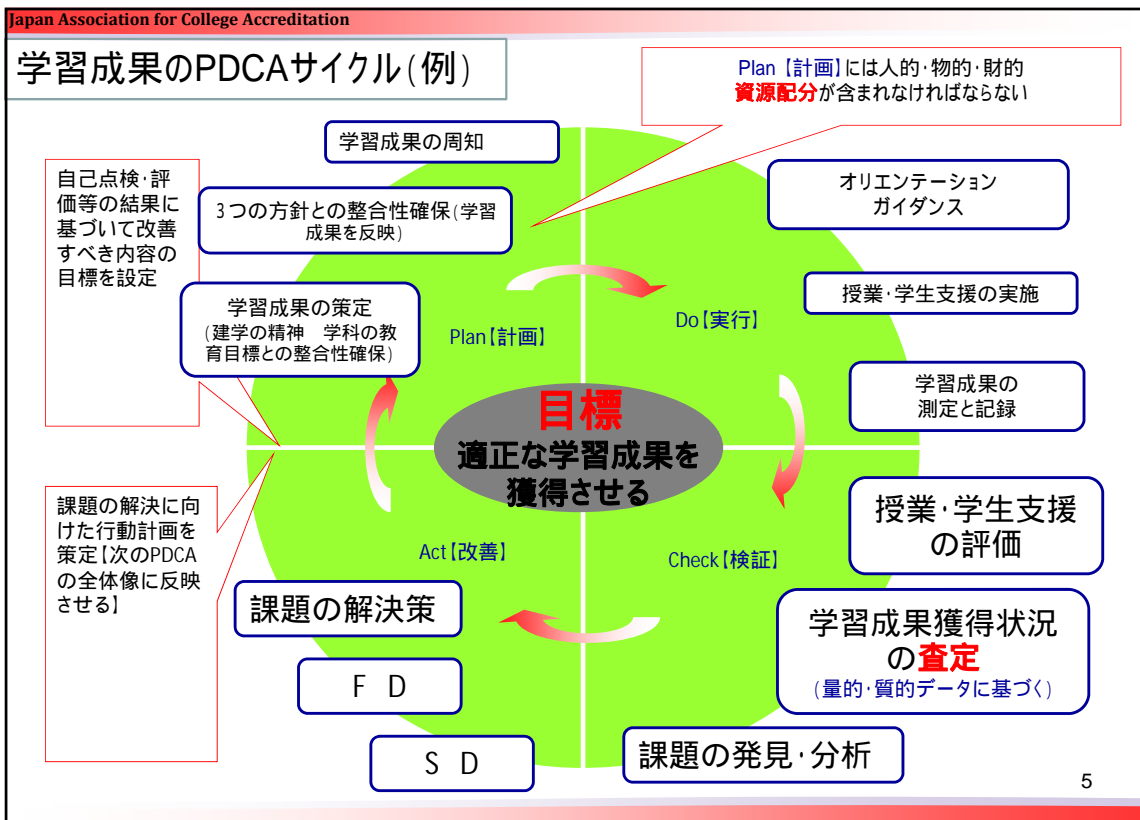 Japan Association for College Accreditation
学習成果のPDCAサイクル(例)
Plan【計画】には人的･物的･財的
資源配分が含まれなければならない
学習成果の周知
自己点検･評
価等の結果に
基づいて改善
すべき内容の
目標を設定
3つの方針との整合性確保(学習
成果を反映)
オリエンテーション
ガイダンス
学習成果の策定
(建学の精神　学科の教
育目標との整合性確保)
授業･学生支援の実施
Plan【計画】
Do【実行】
学習成果の
測定と記録
目標
適正な学習成果を
獲得させる
課題の解決に向
けた行動計画を
策定【次のPDCA
の全体像に反映
させる】
授業･学生支援
の評価
Act【改善】
Check【検証】
課題の解決策
学習成果獲得状況
の査定
(量的･質的データに基づく)
F D
S D
課題の発見･分析
5